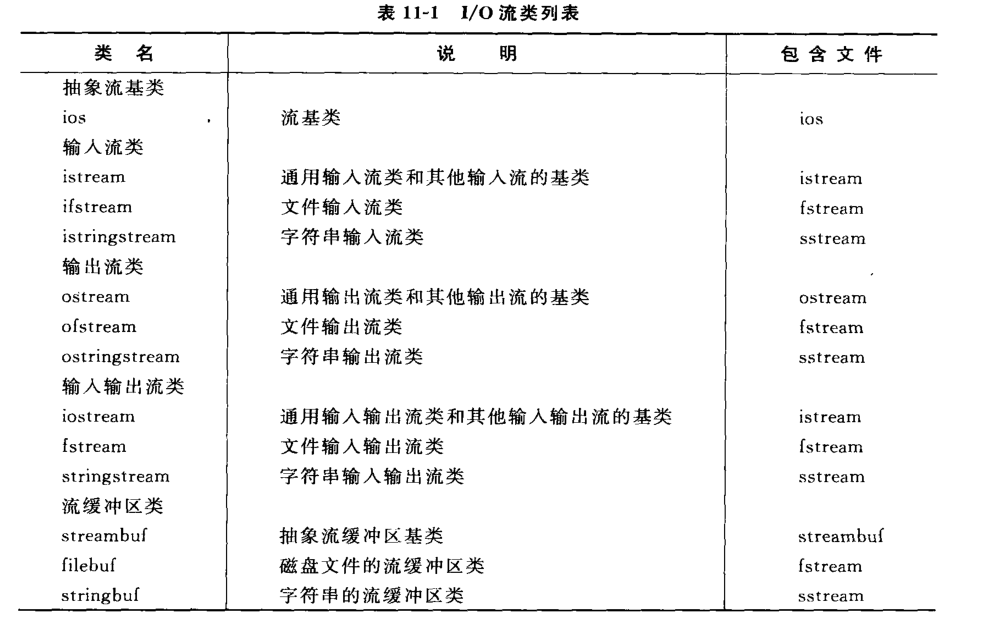 表 11-1 I/O 流类列表
类 名 说 明 包 含 文 件
抽象流基类
ios 流基类 ios
输入流类
istream 通用输入流类和其他输入流的基类 istream
ifstream 文件输入流类 fstream
istringstream 字符串输入流类 sstream
输出流类
ostream 通用输出流类和其他输出流的基类 ostream
ofstream 文件输出流类 fstream
ostringstream 字符串输出流类 sstream
输入输出流类
iostream 通用输入输出流类和其他输入输出流的基类 istream
fstream 文件输入输出流类 fstream
stringstream 字符串输入输出流类 sstream
流缓冲区类
streambuf 抽象流缓冲区基类 streambuf
filebuf 磁盘文件的流缓冲区类 fstream
stringbuf 字符串的流缓冲区类 sstream